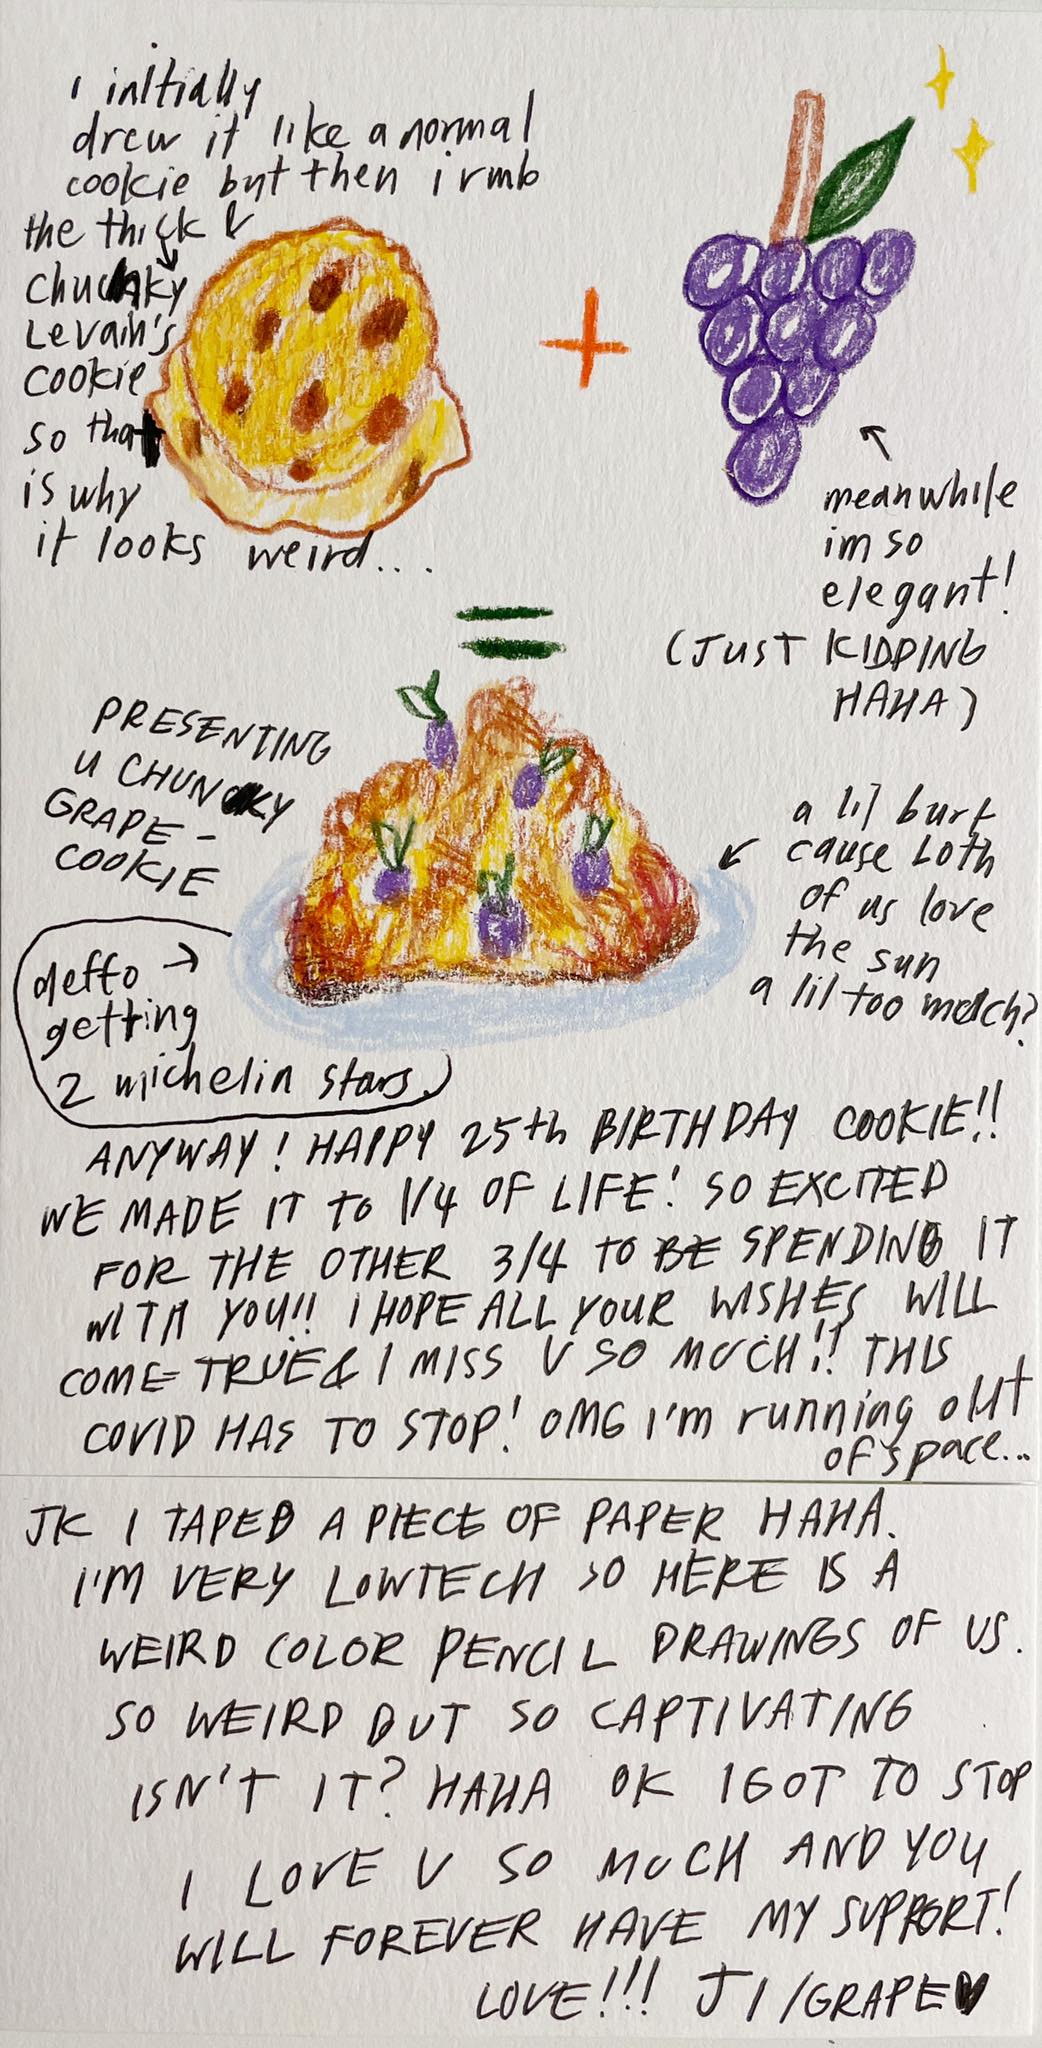 i initially
drew it like a normal
cookie but then i rmb
the thick &
chunky
Levain's
cookie
so that
is why
it looks weird...
meanwhile
im so
elegant!
(JUST KIDDING
HAHA)
PRESENTING
U CHUNKY
GRAPE-
COOKIE
a lil burt
cause both
of us love
the sun
a lil too much?
deffo →
getting
2 michelin stars.
ANYWAY! HAPPY 25th BIRTHDAY COOKIE!!
WE MADE IT TO 1/4 OF LIFE! SO EXCITED
FOR THE OTHER 3/4 TO BE SPENDING IT
WITH YOU!! I HOPE ALL YOUR WISHES WILL
COME TRUE & I MISS U SO MUCH!! THIS
COVID HAS TO STOP! OMG I'm running out
of space...
JK I TAPED A PIECE OF PAPER HAHA.
I'M VERY LOWTECH SO HERE IS A
WEIRD COLOR PENCIL DRAWINGS OF US.
SO WEIRD BUT SO CAPTIVATING
ISN'T IT? HAHA OK I GOT TO STOP
I LOVE U SO MUCH AND YOU
WILL FOREVER HAVE MY SUPPORT!
LOVE!!! JI/GRAPE♥